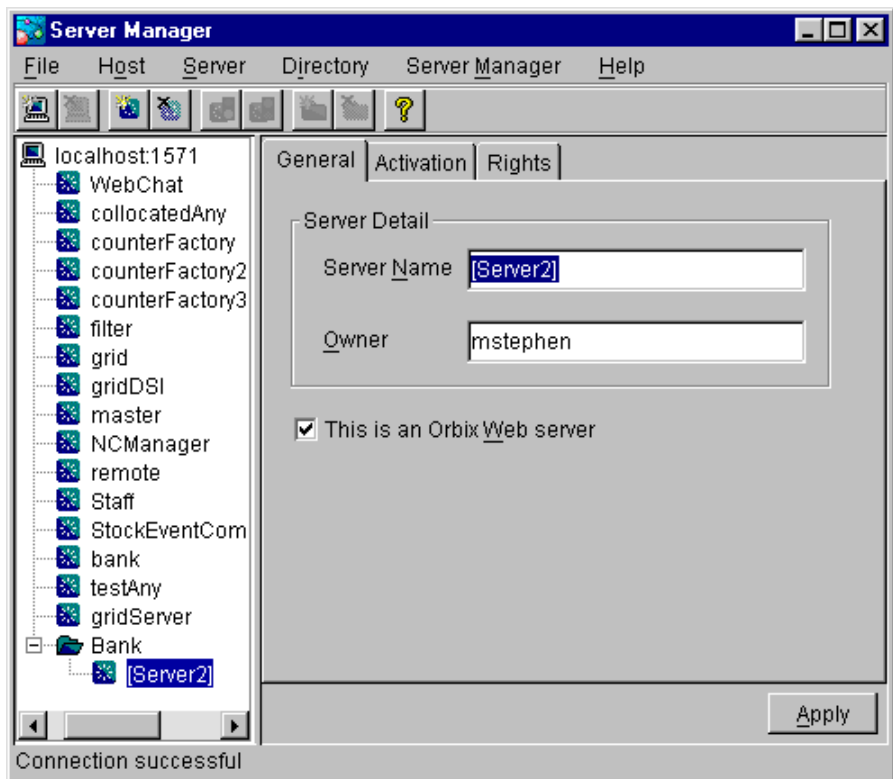 Server Manager
File Host Server Directory Server Manager Help
localhost:1571
WebChat
collocatedAny
counterFactory
counterFactory2
counterFactory3
filter
grid
gridDSI
master
NCManager
remote
Staff
StockEventCom
bank
testAny
gridServer
Bank
[Server2]
General Activation Rights
Server Detail
Server Name [Server2]
Owner mstephen
This is an Orbix Web server
Apply
Connection successful